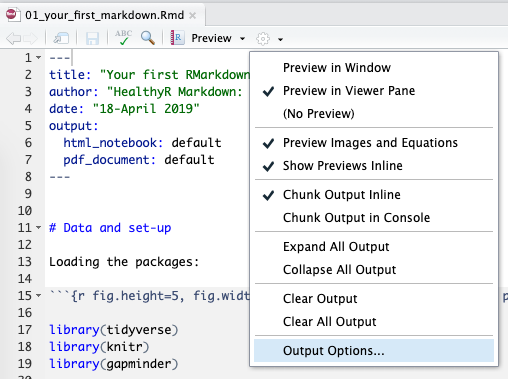 01_your_first_markdown.Rmd
ABC
R Preview
1 ---
2 title: "Your first RMarkdown
3 author: "HealthyR Markdown:
4 date: "18-April 2019"
5 output:
6 html_notebook: default
7 pdf_document: default
8 ---
9
10
11 # Data and set-up
12
13 Loading the packages:
14
15 ```{r fig.height=5, fig.widt
16
17 library(tidyverse)
18 library(knitr)
19 library(gapminder)
Preview in Window
Preview in Viewer Pane
(No Preview)
Preview Images and Equations
Show Previews Inline
Chunk Output Inline
Chunk Output in Console
Expand All Output
Collapse All Output
Clear Output
Clear All Output
Output Options...